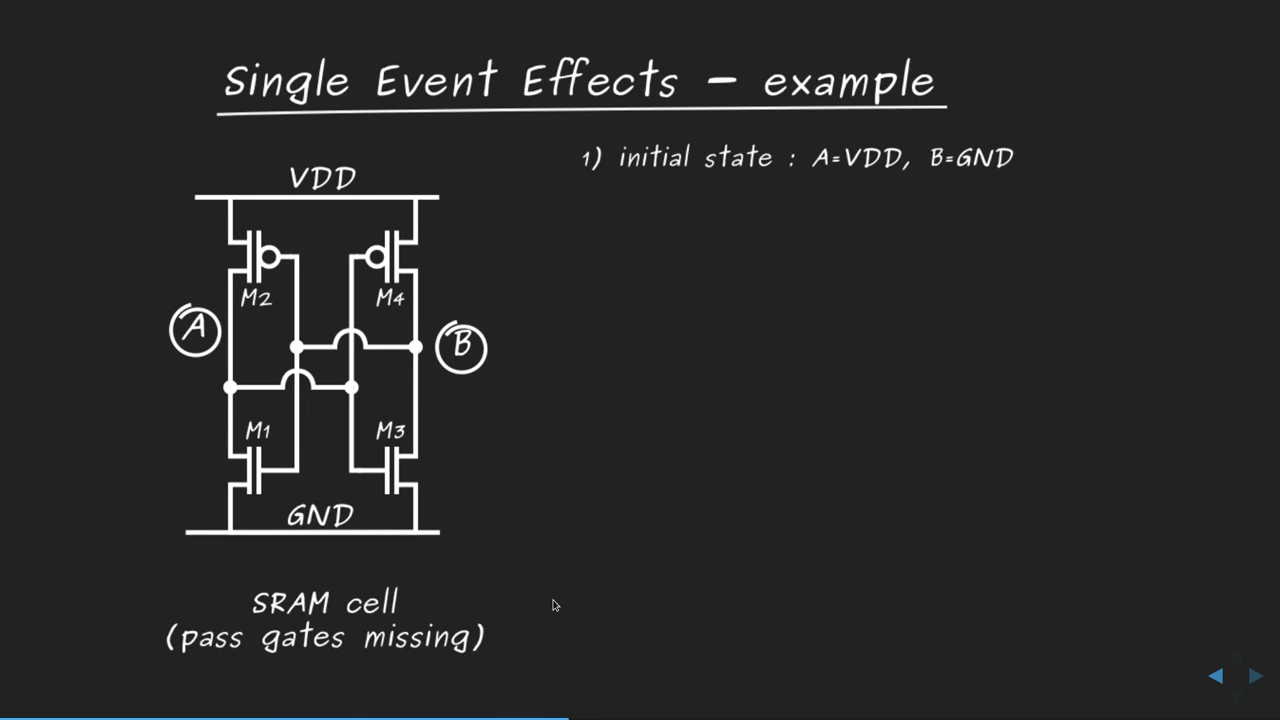 Single Event Effects - example
1) initial state : A=VDD, B=GND
VDD
M2 M4
A B
M1 M3
GND
SRAM cell
(pass gates missing)